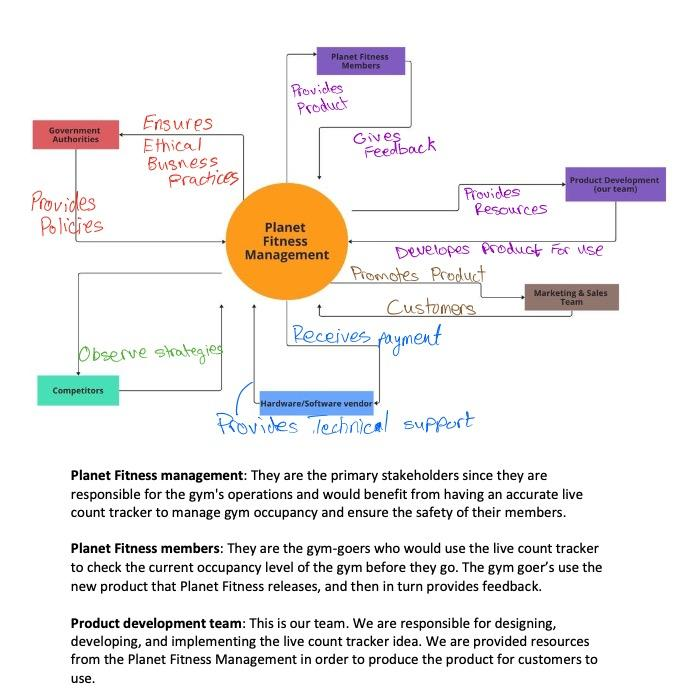 Planet Fitness
Members
Provides
Product
Gives
Feedback
Government
Authorities
Ensures
Ethical
Busness
Practices
Provides
Policies
Product Development
(our team)
Provides
Resources
Developes Product For use
Planet
Fitness
Management
Promotes Product
Marketing & Sales
Team
Customers
Receives payment
Observe strategies
Competitors
Hardware/Software vendor
Provides Technical support
Planet Fitness management: They are the primary stakeholders since they are
responsible for the gym's operations and would benefit from having an accurate live
count tracker to manage gym occupancy and ensure the safety of their members.
Planet Fitness members: They are the gym-goers who would use the live count tracker
to check the current occupancy level of the gym before they go. The gym goer’s use the
new product that Planet Fitness releases, and then in turn provides feedback.
Product development team: This is our team. We are responsible for designing,
developing, and implementing the live count tracker idea. We are provided resources
from the Planet Fitness Management in order to produce the product for customers to
use.